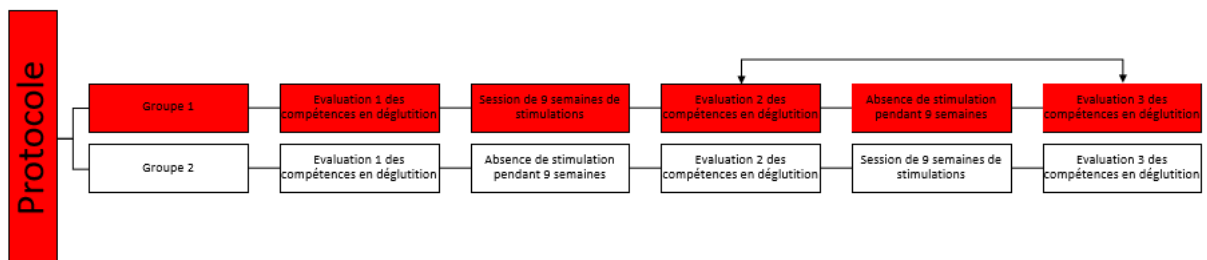 Protocole
Groupe 1
Evaluation 1 des
compétences en déglutition
Session de 9 semaines de
stimulations
Evaluation 2 des
compétences en déglutition
Absence de stimulation
pendant 9 semaines
Evaluation 3 des
compétences en déglutition
Groupe 2
Evaluation 1 des
compétences en déglutition
Absence de stimulation
pendant 9 semaines
Evaluation 2 des
compétences en déglutition
Session de 9 semaines de
stimulations
Evaluation 3 des
compétences en déglutition